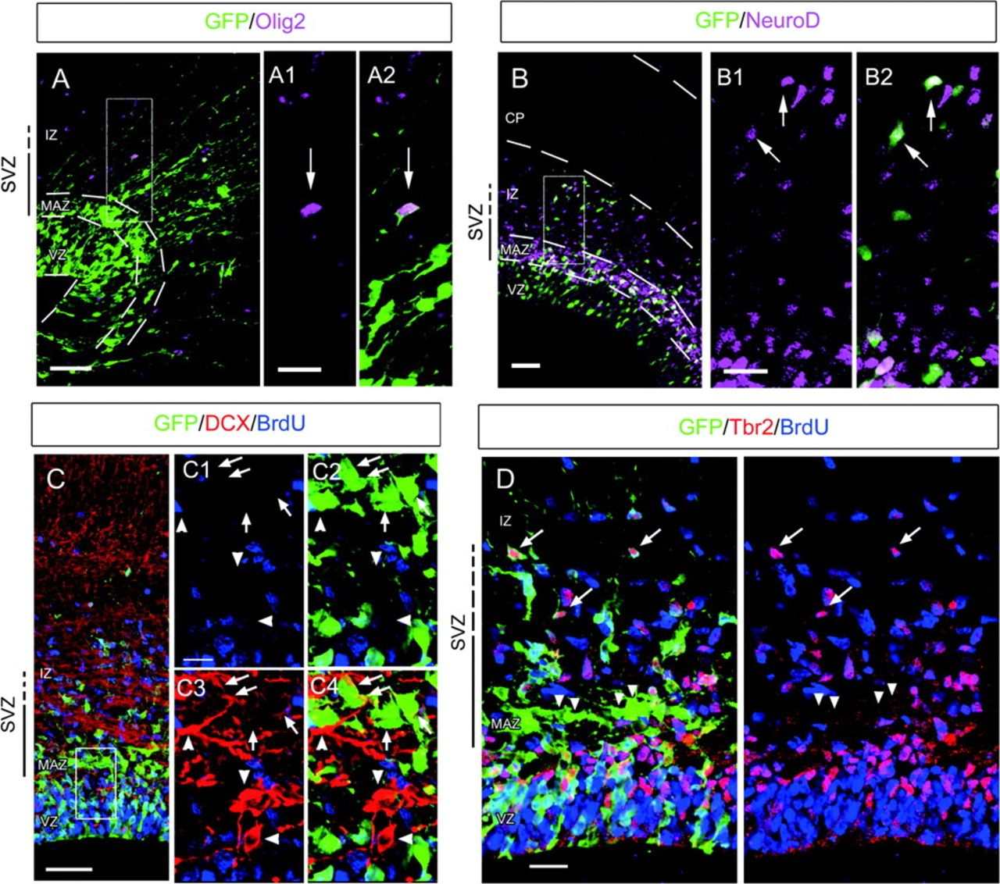 GFP/Olig2
GFP/NeuroD
A
A1
A2
B
B1
B2
IZ
MAZ
VZ
SVZ
CP
IZ
MAZ
VZ
SVZ
GFP/DCX/BrdU
GFP/Tbr2/BrdU
C
C1
C2
C3
C4
IZ
MAZ
VZ
SVZ
D
IZ
MAZ
VZ
SVZ